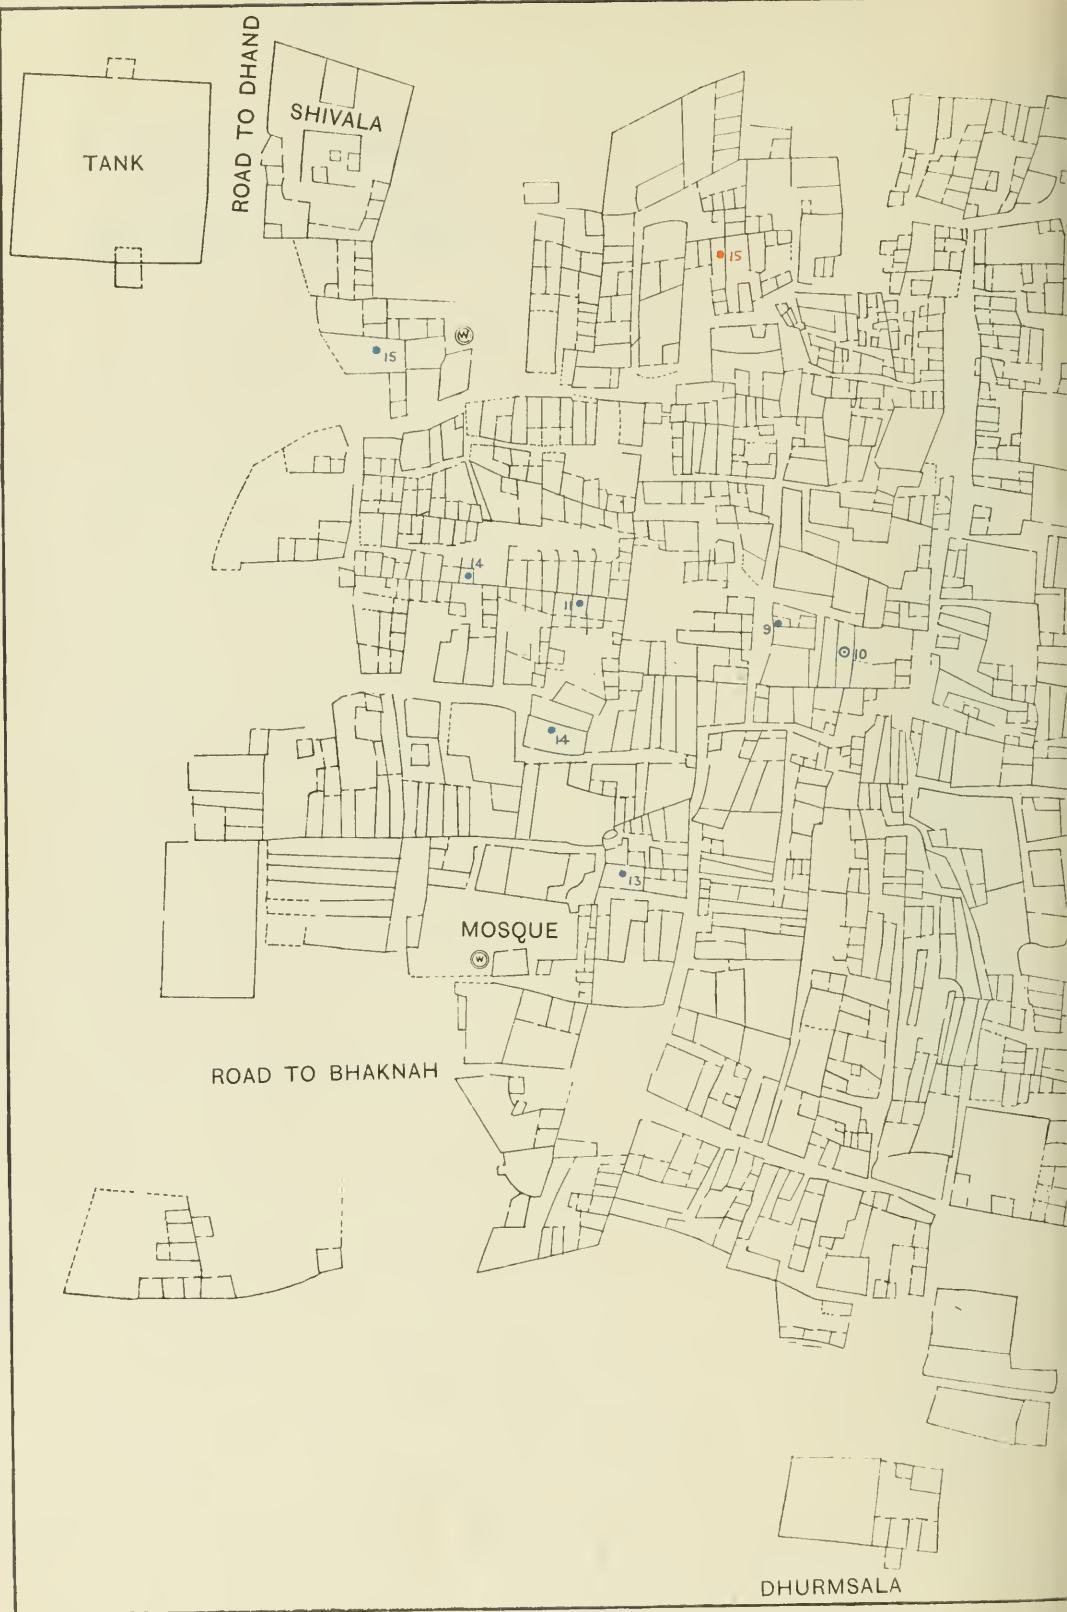 ROAD TO DHAND
SHIVALA
TANK
15
W
15
14
11
9
10
14
13
MOSQUE
W
ROAD TO BHAKNAH
DHURMSALA